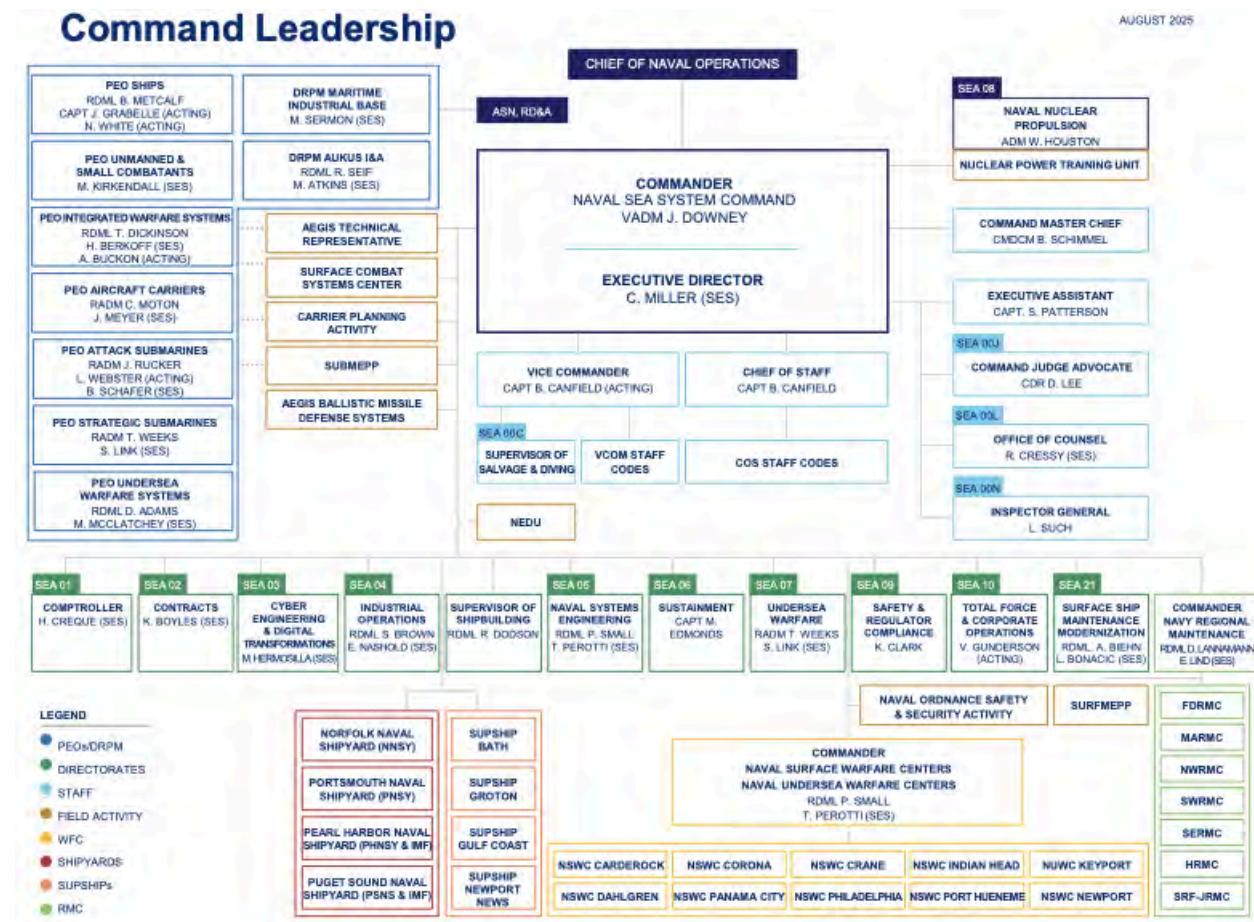 Command Leadership
AUGUST 2025
CHIEF OF NAVAL OPERATIONS
PEO SHIPS
RDML B. METCALF
CAPT J. GRABELLE (ACTING)
N. WHITE (ACTING)
DRPM MARITIME
INDUSTRIAL BASE
M. SERMON (SES)
ASN, RD&A
PEO UNMANNED &
SMALL COMBATANTS
M. KIRKENDALL (SES)
DRPM AUKUS I&A
RDML R. SEIF
M. ATKINS (SES)
PEO INTEGRATED WARFARE SYSTEMS
RDML T. DICKINSON
H. BERKOFF (SES)
A. BUCKON (ACTING)
PEO AIRCRAFT CARRIERS
RADM C. MOTON
J. MEYER (SES)
PEO ATTACK SUBMARINES
RADM J. RUCKER
L. WEBSTER (ACTING)
B. SCHAFER (SES)
PEO STRATEGIC SUBMARINES
RADM T. WEEKS
S. LINK (SES)
PEO UNDERSEA
WARFARE SYSTEMS
RDML D. ADAMS
M. MCCLATCHEY (SES)
AEGIS TECHNICAL
REPRESENTATIVE
SURFACE COMBAT
SYSTEMS CENTER
CARRIER PLANNING
ACTIVITY
SUBMEPP
AEGIS BALLISTIC MISSILE
DEFENSE SYSTEMS
COMMANDER
NAVAL SEA SYSTEM COMMAND
VADM J. DOWNEY
EXECUTIVE DIRECTOR
C. MILLER (SES)
VICE COMMANDER
CAPT B. CANFIELD (ACTING)
CHIEF OF STAFF
CAPT B. CANFIELD
SEA 00C
SUPERVISOR OF
SALVAGE & DIVING
VCOM STAFF
CODES
COS STAFF CODES
NEDU
SEA 08
NAVAL NUCLEAR
PROPULSION
ADM W. HOUSTON
NUCLEAR POWER TRAINING UNIT
COMMAND MASTER CHIEF
CMDCM B. SCHIMMEL
EXECUTIVE ASSISTANT
CAPT. S. PATTERSON
SEA 00J
COMMAND JUDGE ADVOCATE
CDR D. LEE
SEA 00L
OFFICE OF COUNSEL
R. CRESSY (SES)
SEA 00N
INSPECTOR GENERAL
L. SUCH
SEA 01
COMPTROLLER
H. CREQUE (SES)
SEA 02
CONTRACTS
K. BOYLES (SES)
SEA 03
CYBER
ENGINEERING
& DIGITAL
TRANSFORMATIONS
M. HERMOSILLA (SES)
SEA 04
INDUSTRIAL
OPERATIONS
RDML S. BROWN
E. NASHOLD (SES)
SUPERVISOR OF
SHIPBUILDING
RDML R. DODSON
SEA 05
NAVAL SYSTEMS
ENGINEERING
RDML P. SMALL
T. PEROTTI (SES)
SEA 06
SUSTAINMENT
CAPT M.
EDMONDS
SEA 07
UNDERSEA
WARFARE
RADM T. WEEKS
S. LINK (SES)
SEA 09
SAFETY &
REGULATOR
COMPLIANCE
K. CLARK
SEA 10
TOTAL FORCE
& CORPORATE
OPERATIONS
V. GUNDERSON
(ACTING)
SEA 21
SURFACE SHIP
MAINTENANCE
MODERNIZATION
RDML. A. BIEHN
L. BONACIC (SES)
COMMANDER
NAVY REGIONAL
MAINTENANCE
RDML D. LANNAMANN
E. LIND (SES)
LEGEND
PEOs/DRPM
DIRECTORATES
STAFF
FIELD ACTIVITY
WFC
SHIPYARDS
SUPSHIPs
RMC
NORFOLK NAVAL
SHIPYARD (NNSY)
PORTSMOUTH NAVAL
SHIPYARD (PNSY)
PEARL HARBOR NAVAL
SHIPYARD (PHNSY & IMF)
PUGET SOUND NAVAL
SHIPYARD (PSNS & IMF)
SUPSHIP
BATH
SUPSHIP
GROTON
SUPSHIP
GULF COAST
SUPSHIP
NEWPORT
NEWS
NAVAL ORDNANCE SAFETY
& SECURITY ACTIVITY
SURFMEPP
COMMANDER
NAVAL SURFACE WARFARE CENTERS
NAVAL UNDERSEA WARFARE CENTERS
RDML P. SMALL
T. PEROTTI (SES)
NSWC CARDEROCK
NSWC CORONA
NSWC CRANE
NSWC INDIAN HEAD
NUWC KEYPORT
NSWC DAHLGREN
NSWC PANAMA CITY
NSWC PHILADELPHIA
NSWC PORT HUENEME
NSWC NEWPORT
FDRMC
MARMC
NWRMC
SWRMC
SERMC
HRMC
SRF-JRMC